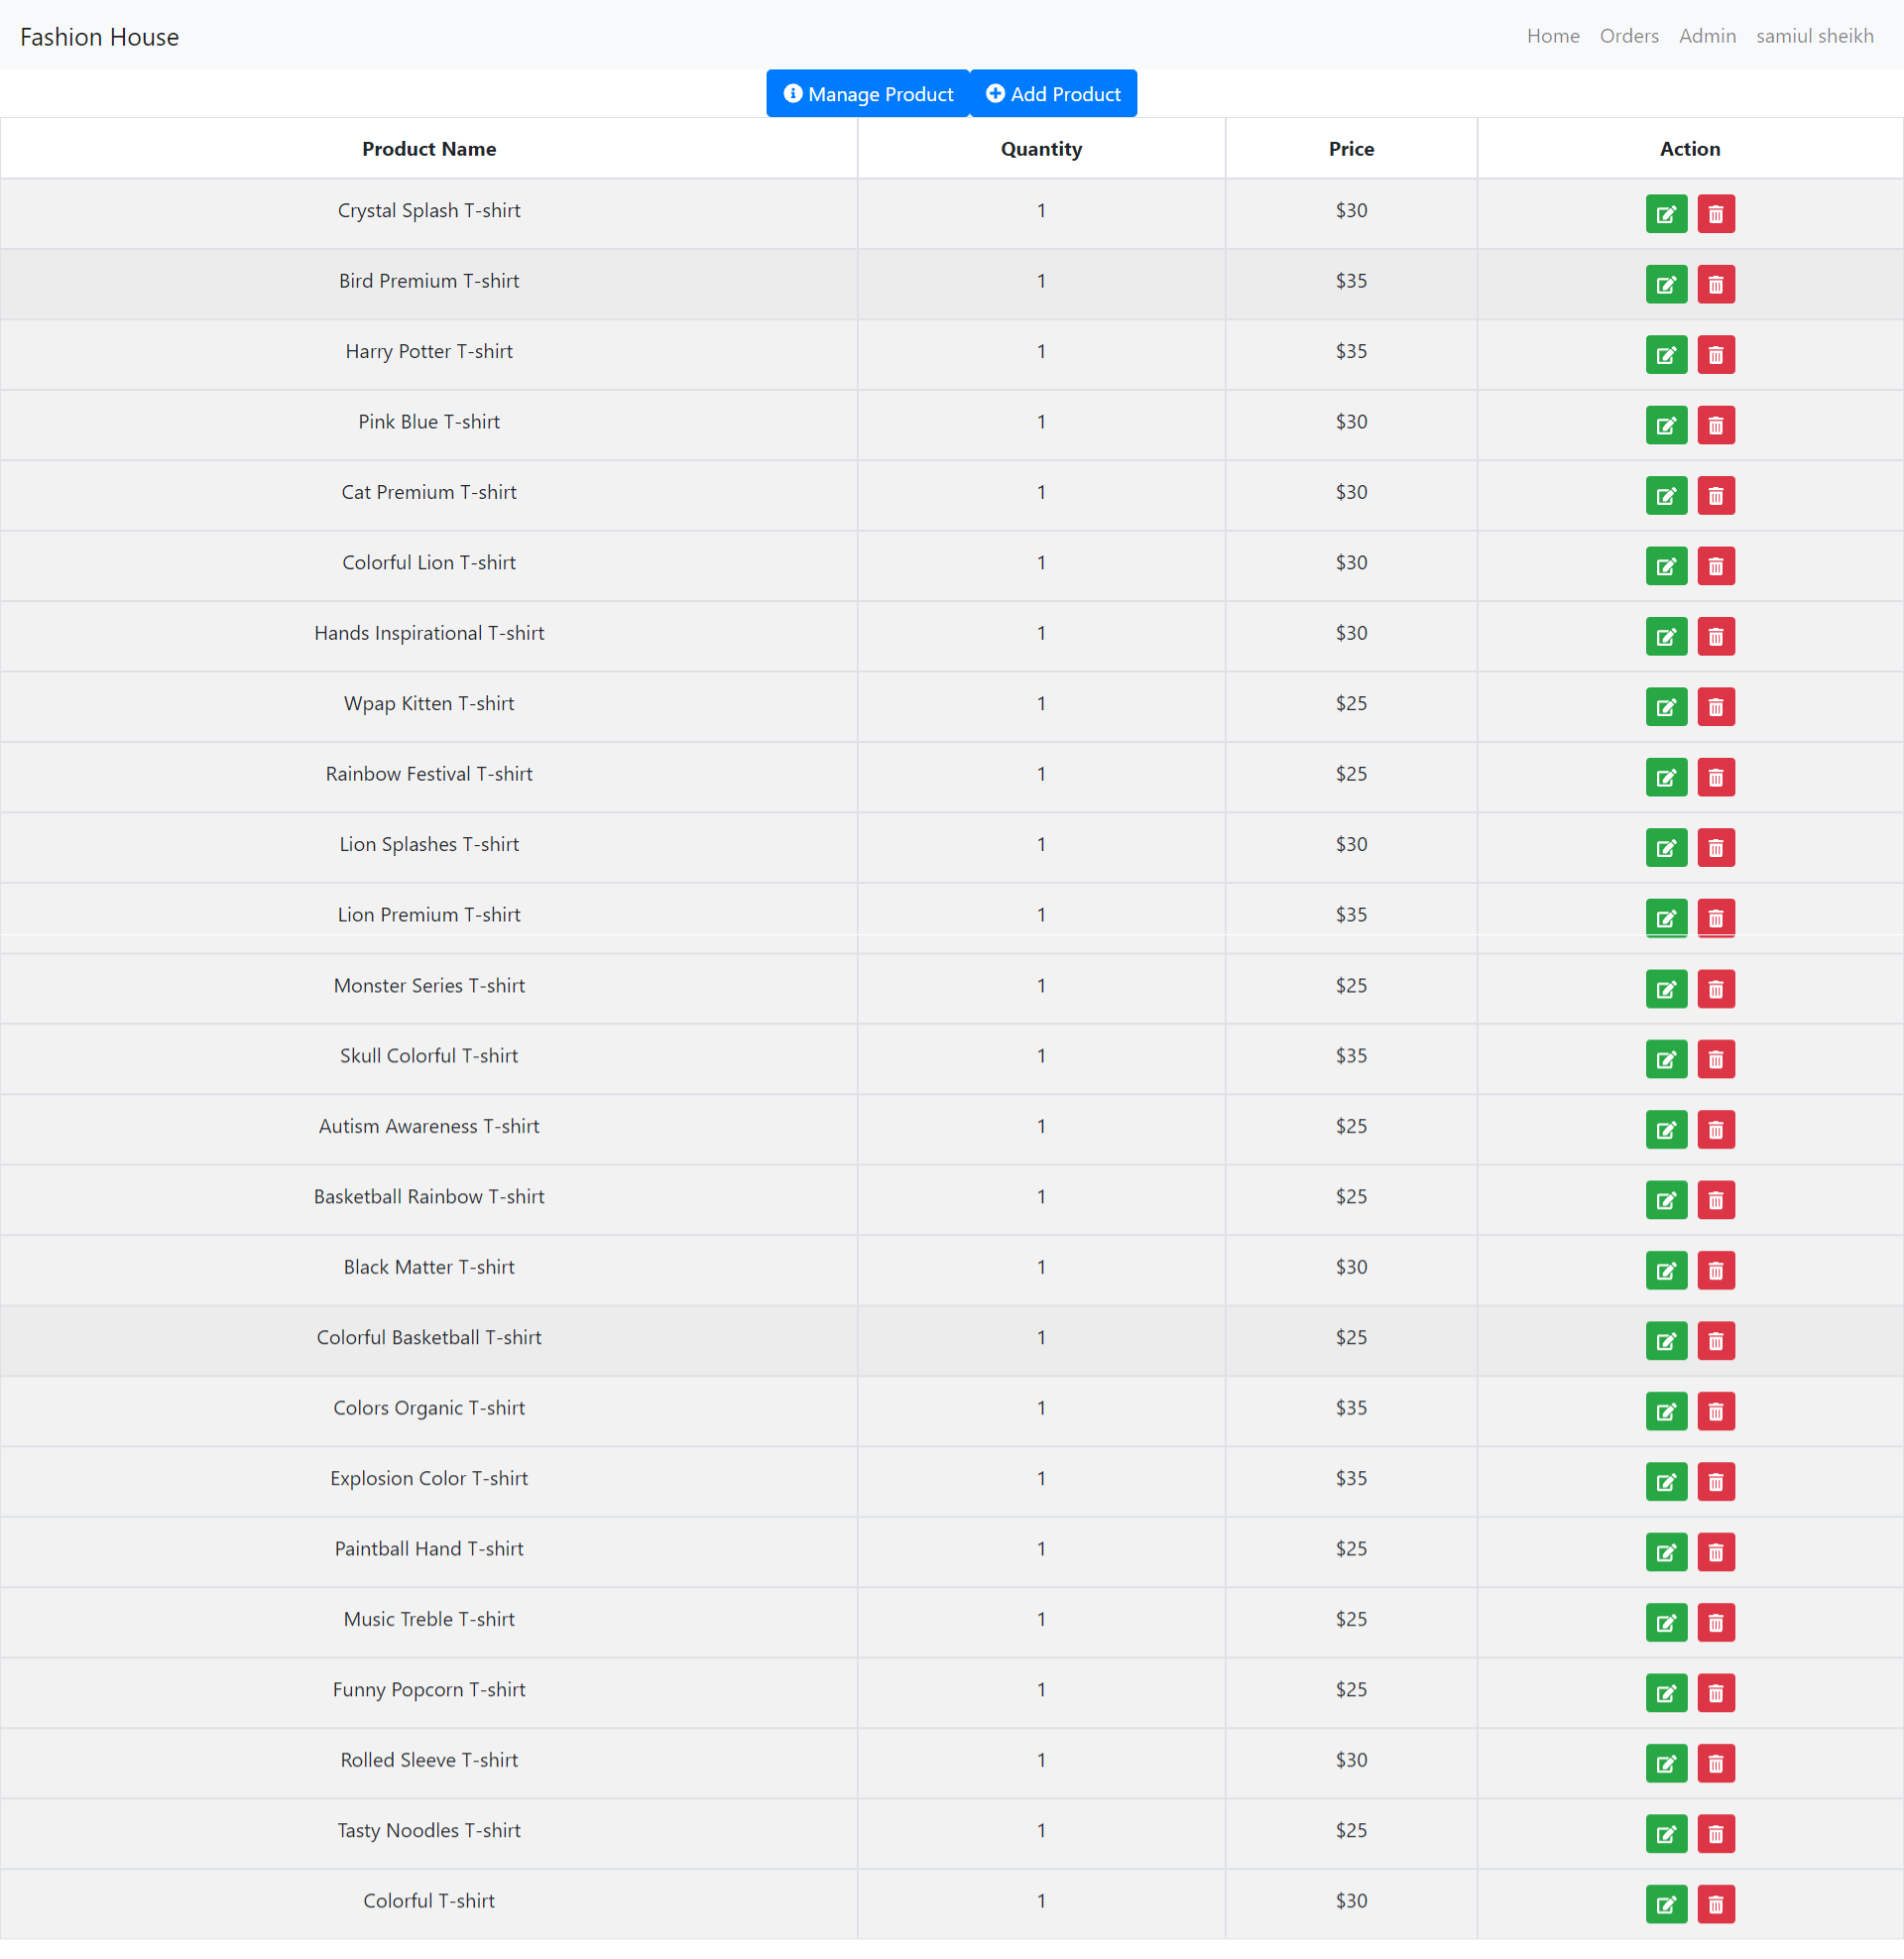 Fashion House Home Orders Admin samiul sheikh
Manage Product Add Product
Product Name Quantity Price Action
Crystal Splash T-shirt 1 $30
Bird Premium T-shirt 1 $35
Harry Potter T-shirt 1 $35
Pink Blue T-shirt 1 $30
Cat Premium T-shirt 1 $30
Colorful Lion T-shirt 1 $30
Hands Inspirational T-shirt 1 $30
Wpap Kitten T-shirt 1 $25
Rainbow Festival T-shirt 1 $25
Lion Splashes T-shirt 1 $30
Lion Premium T-shirt 1 $35
Monster Series T-shirt 1 $25
Skull Colorful T-shirt 1 $35
Autism Awareness T-shirt 1 $25
Basketball Rainbow T-shirt 1 $25
Black Matter T-shirt 1 $30
Colorful Basketball T-shirt 1 $25
Colors Organic T-shirt 1 $35
Explosion Color T-shirt 1 $35
Paintball Hand T-shirt 1 $25
Music Treble T-shirt 1 $25
Funny Popcorn T-shirt 1 $25
Rolled Sleeve T-shirt 1 $30
Tasty Noodles T-shirt 1 $25
Colorful T-shirt 1 $30